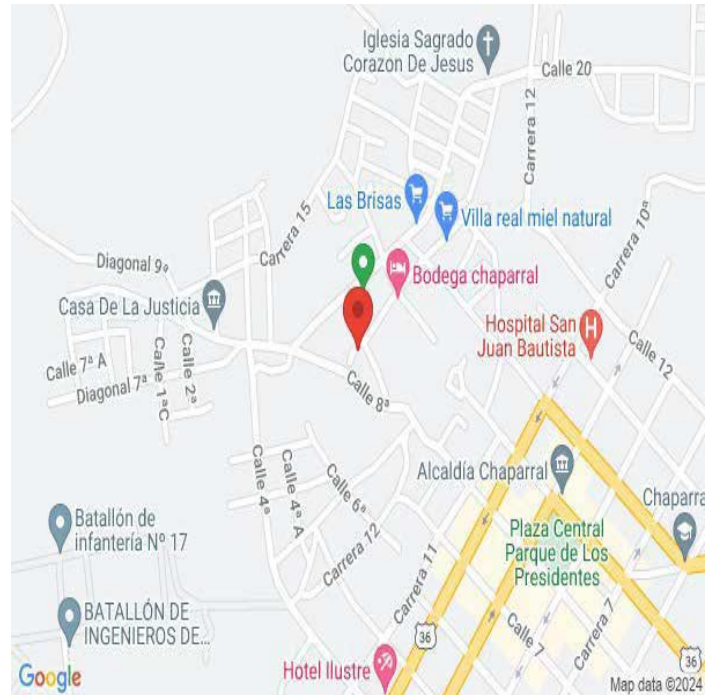 Iglesia Sagrado
Corazon De Jesus
Calle 20
Carrera 12
Las Brisas
Villa real miel natural
Carrera 10ª
Carrera 15
Diagonal 9ª
Bodega chaparral
Casa De La Justicia
Hospital San
Juan Bautista
Calle 12
Calle 7ª A
Diagonal 7ª
Calle 1ªC
Calle 2ª
Calle 8ª
Alcaldía Chaparral
Chaparra
Calle 4ª
Calle 4ª A
Calle 6ª
Batallón de
infantería Nº 17
Plaza Central
Parque de Los
Presidentes
Carrera 12
Carrera 11
Carrera 7
Calle 7
BATALLÓN DE
INGENIEROS DE...
36
36
Hotel Ilustre
Google
Map data ©2024